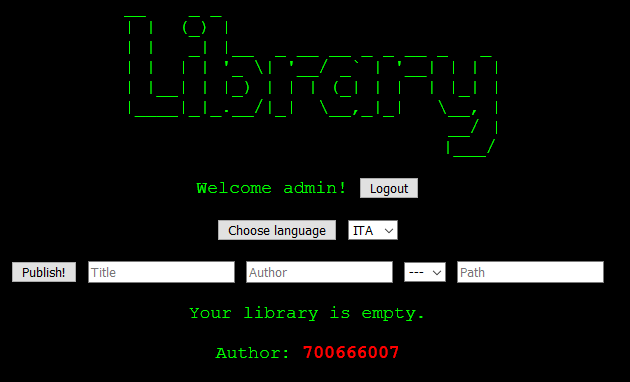 Library
Welcome admin! Logout
Choose language ITA
Publish! Title Author --- Path
Your library is empty.
Author: 700666007